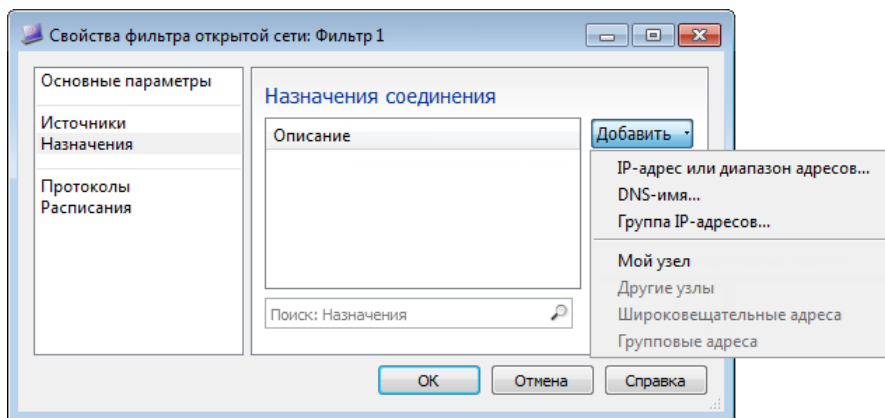 Свойства фильтра открытой сети: Фильтр 1
Основные параметры
Источники
Назначения
Протоколы
Расписания
Назначения соединения
Описание
Поиск: Назначения
Добавить
IP-адрес или диапазон адресов...
DNS-имя...
Группа IP-адресов...
Мой узел
Другие узлы
Широковещательные адреса
Групповые адреса
ОК
Отмена
Справка